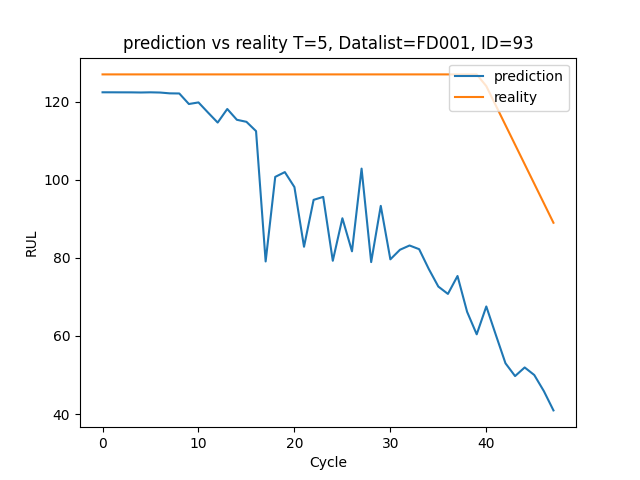 prediction vs reality T=5, Datalist=FD001, ID=93
prediction
reality
120
100
80
60
40
RUL
0 10 20 30 40
Cycle